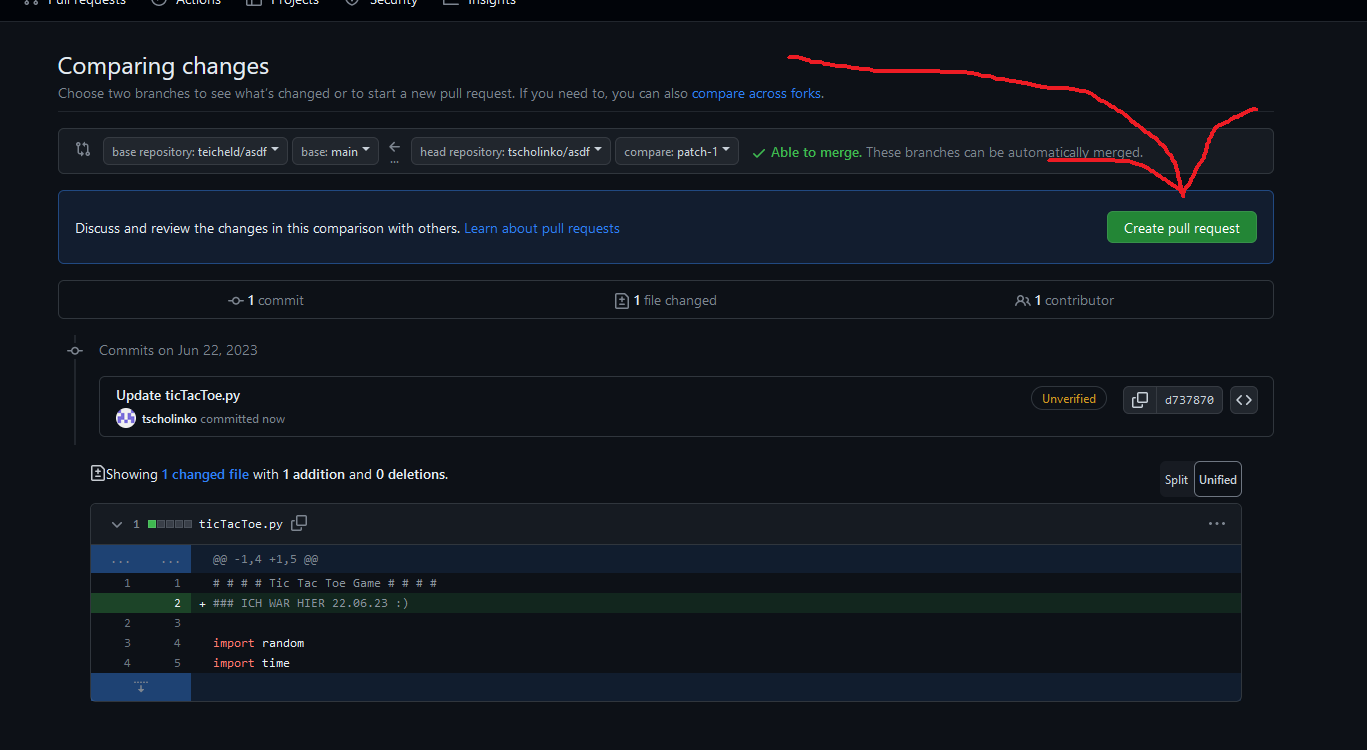 Pull requests Actions Projects Security Insights
Comparing changes
Choose two branches to see what's changed or to start a new pull request. If you need to, you can also compare across forks.
base repository: teicheld/asdf base: main ... head repository: tscholinko/asdf compare: patch-1 Able to merge. These branches can be automatically merged.
Discuss and review the changes in this comparison with others. Learn about pull requests Create pull request
1 commit 1 file changed 1 contributor
Commits on Jun 22, 2023
Update ticTacToe.py Unverified d737870
tscholinko committed now
Showing 1 changed file with 1 addition and 0 deletions. Split Unified
1 ticTacToe.py ...
... ... @@ -1,4 +1,5 @@
1 1 # # # # Tic Tac Toe Game # # # #
2 + ### ICH WAR HIER 22.06.23 :)
2 3
3 4 import random
4 5 import time